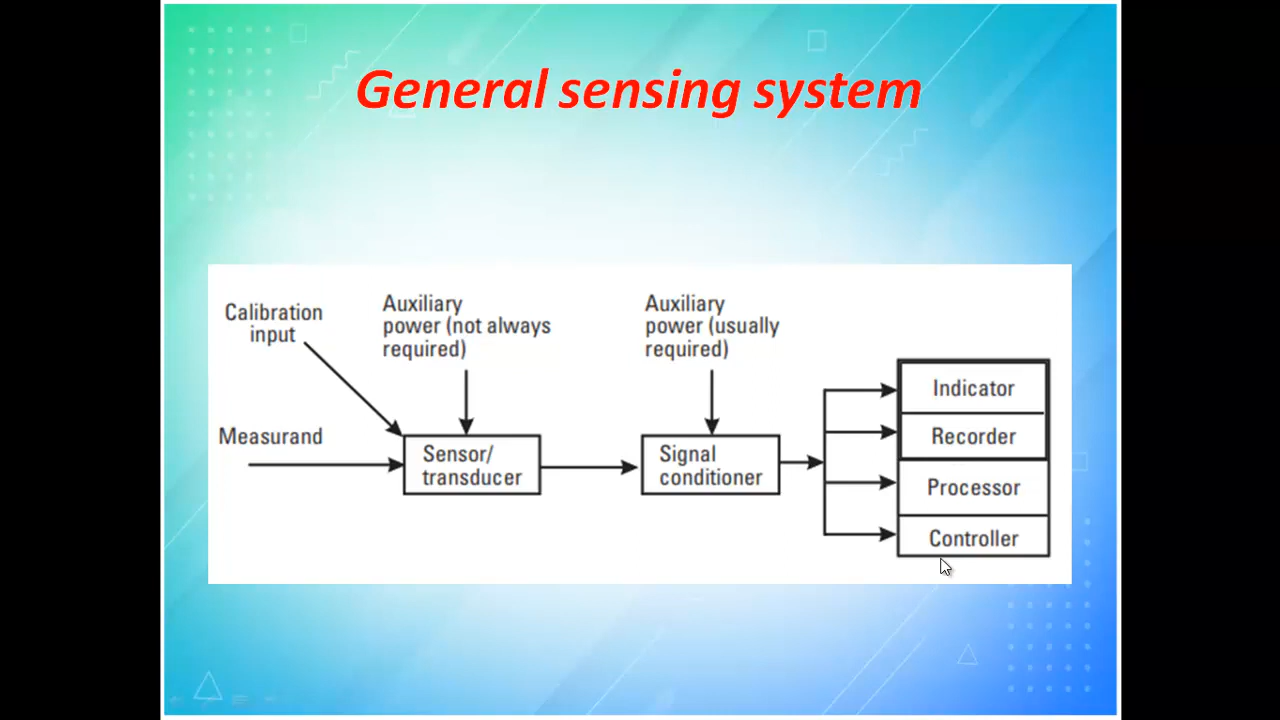 General sensing system
Calibration
input
Auxiliary
power (not always
required)
Auxiliary
power (usually
required)
Measurand
Sensor/
transducer
Signal
conditioner
Indicator
Recorder
Processor
Controller